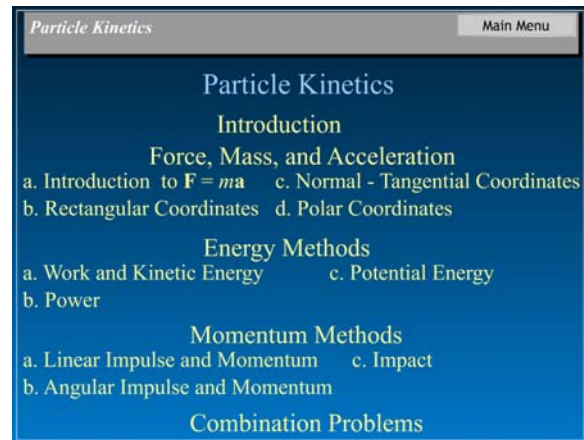 Particle Kinetics Main Menu
Particle Kinetics
Introduction
Force, Mass, and Acceleration
a. Introduction to F = ma c. Normal - Tangential Coordinates
b. Rectangular Coordinates d. Polar Coordinates
Energy Methods
a. Work and Kinetic Energy c. Potential Energy
b. Power
Momentum Methods
a. Linear Impulse and Momentum c. Impact
b. Angular Impulse and Momentum
Combination Problems